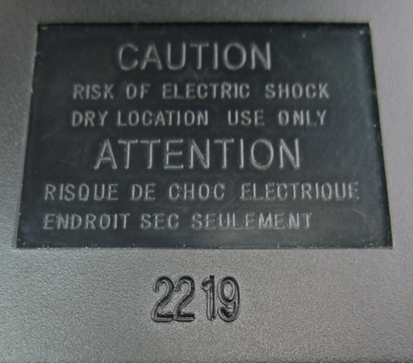 CAUTION
RISK OF ELECTRIC SHOCK
DRY LOCATION USE ONLY
ATTENTION
RISQUE DE CHOC ELECTRIQUE
ENDROIT SEC SEULEMENT
2219